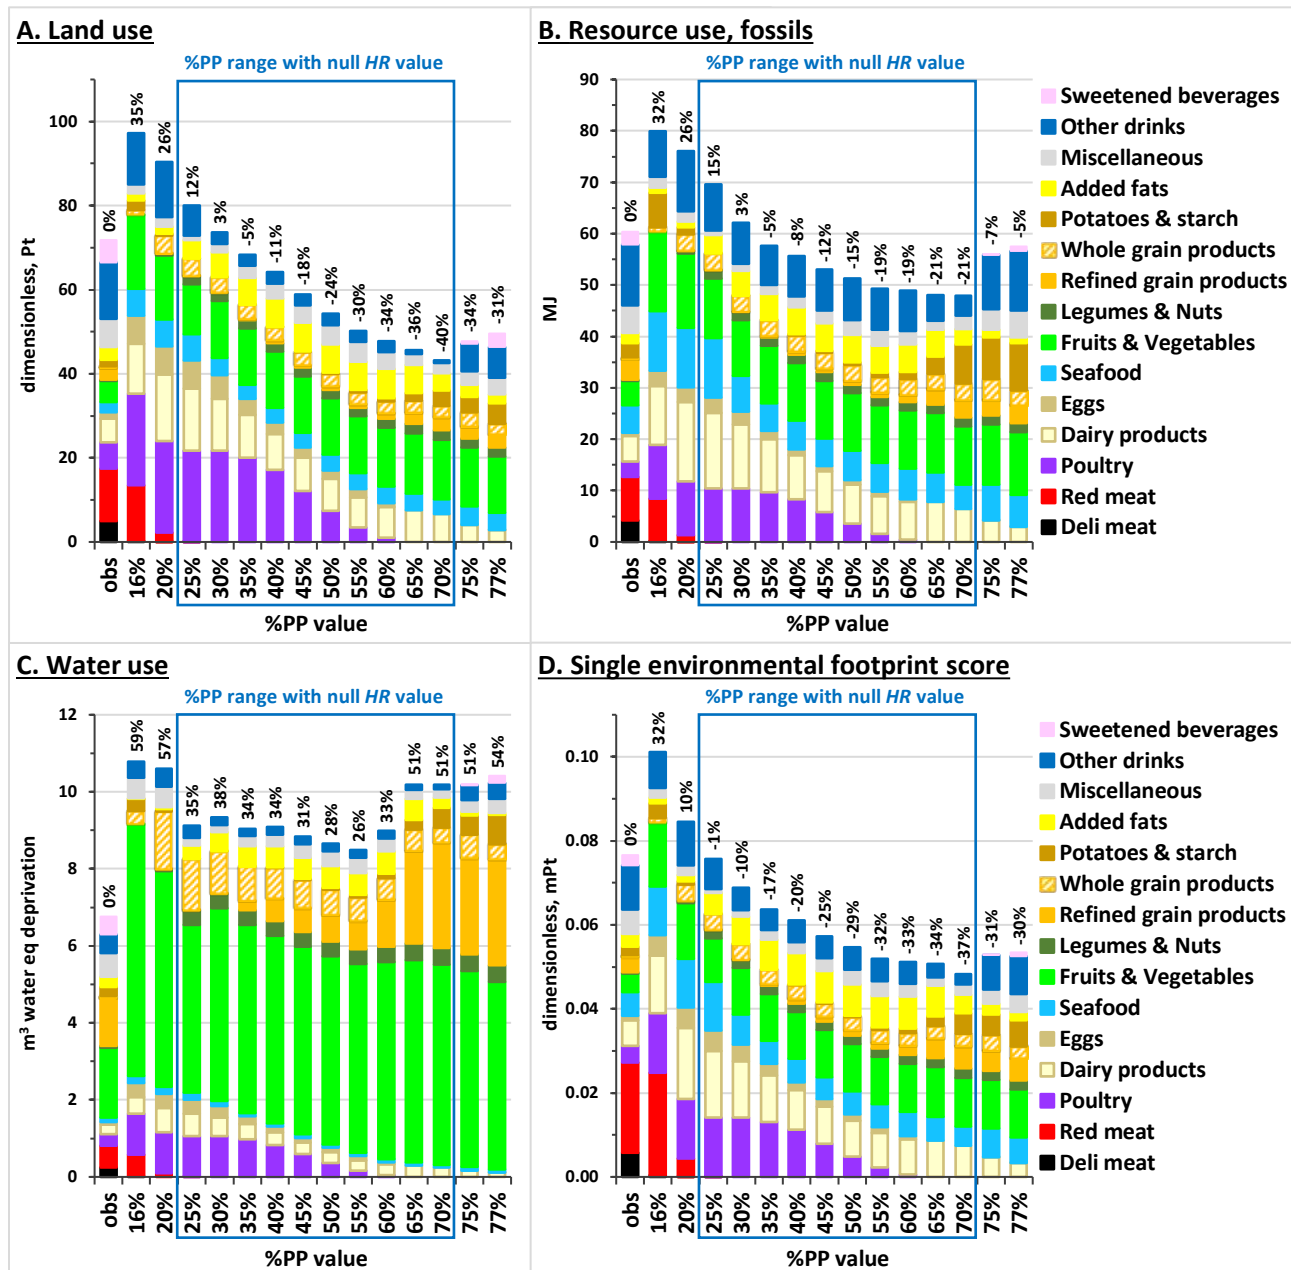 A. Land use
%PP range with null HR value
dimensionless, Pt
100
80
60
40
20
0
0%
35%
26%
12%
3%
-5%
-11%
-18%
-24%
-30%
-34%
-36%
-40%
-34%
-31%
obs
16%
20%
25%
30%
35%
40%
45%
50%
55%
60%
65%
70%
75%
77%
%PP value
B. Resource use, fossils
%PP range with null HR value
MJ
90
80
70
60
50
40
30
20
10
0
0%
32%
26%
15%
3%
-5%
-8%
-12%
-15%
-19%
-19%
-21%
-21%
-7%
-5%
obs
16%
20%
25%
30%
35%
40%
45%
50%
55%
60%
65%
70%
75%
77%
%PP value
Sweetened beverages
Other drinks
Miscellaneous
Added fats
Potatoes & starch
Whole grain products
Refined grain products
Legumes & Nuts
Fruits & Vegetables
Seafood
Eggs
Dairy products
Poultry
Red meat
Deli meat
C. Water use
%PP range with null HR value
m³ water eq deprivation
12
10
8
6
4
2
0
0%
59%
57%
35%
38%
34%
34%
31%
28%
26%
33%
51%
51%
51%
54%
obs
16%
20%
25%
30%
35%
40%
45%
50%
55%
60%
65%
70%
75%
77%
%PP value
D. Single environmental footprint score
%PP range with null HR value
dimensionless, mPt
0.10
0.08
0.06
0.04
0.02
0.00
0%
32%
10%
-1%
-10%
-17%
-20%
-25%
-29%
-32%
-33%
-34%
-37%
-31%
-30%
obs
16%
20%
25%
30%
35%
40%
45%
50%
55%
60%
65%
70%
75%
77%
%PP value
Sweetened beverages
Other drinks
Miscellaneous
Added fats
Potatoes & starch
Whole grain products
Refined grain products
Legumes & Nuts
Fruits & Vegetables
Seafood
Eggs
Dairy products
Poultry
Red meat
Deli meat